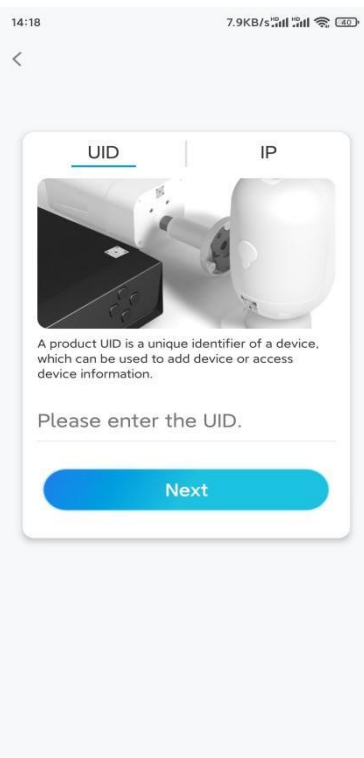 14:18
7.9KB/s
40
UID
IP
A product UID is a unique identifier of a device,
which can be used to add device or access
device information.
Please enter the UID.
Next